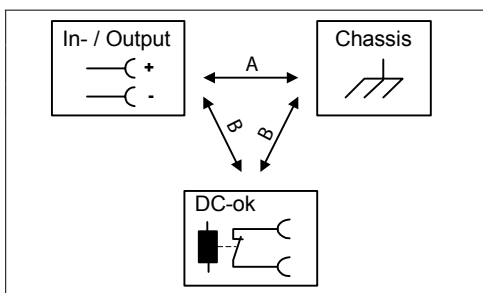 In- / Output
+
-
Chassis
A
B
B
DC-ok